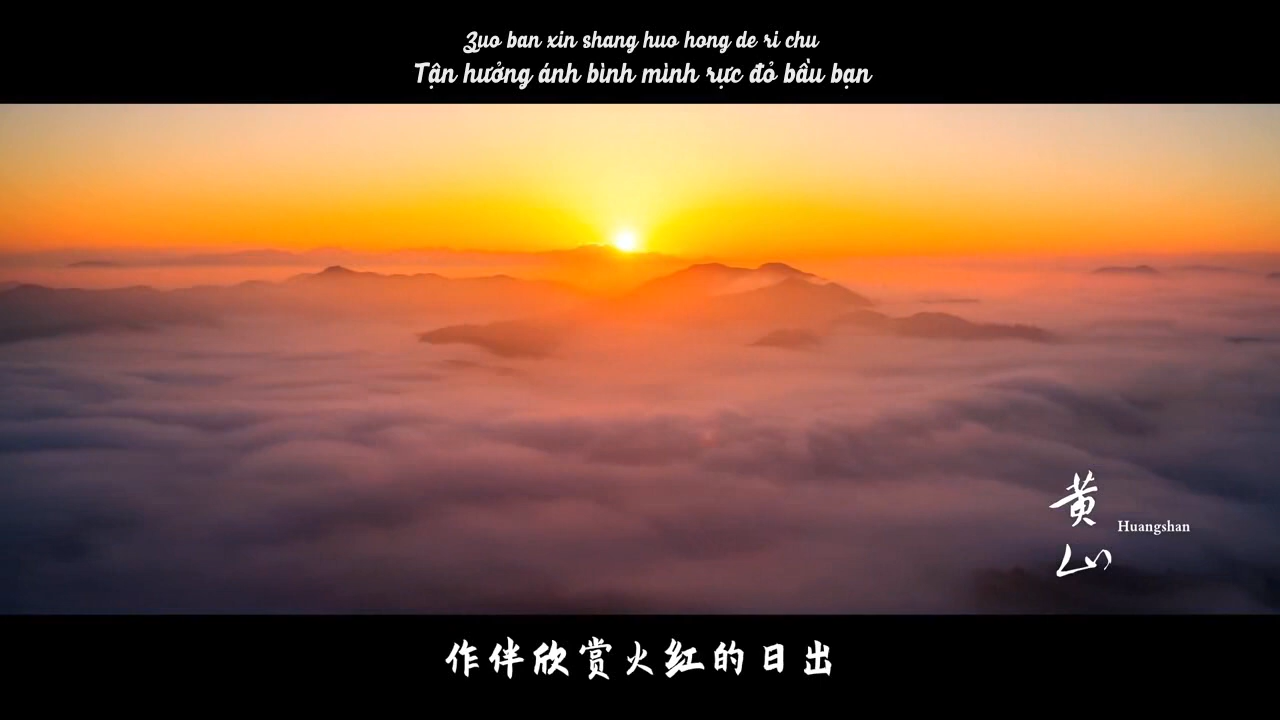 Zuo ban xin shang huo hong de ri chu
Tận hưởng ánh bình mình rực đỏ bầu bạn
黄山
Huangshan
作伴欣赏火红的日出